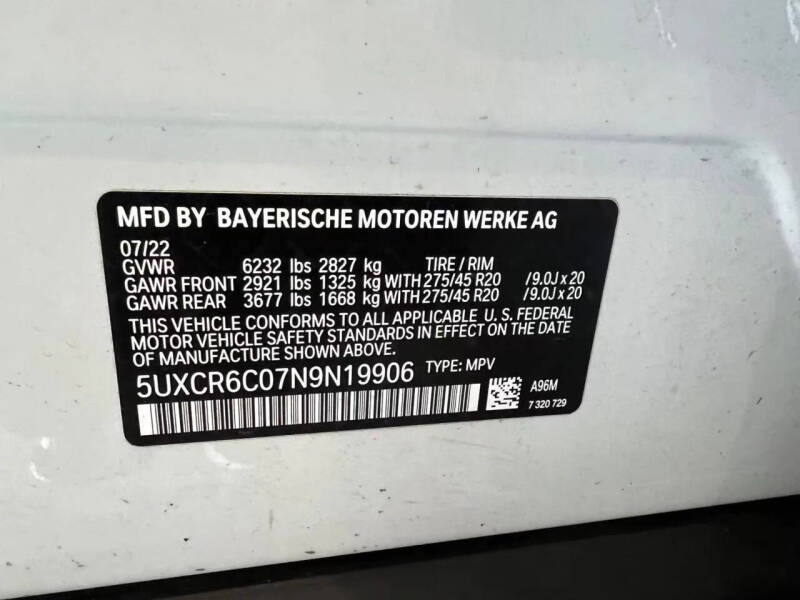 MFD BY BAYERISCHE MOTOREN WERKE AG
07/22
GVWR 6232 lbs 2827 kg TIRE / RIM
GAWR FRONT 2921 lbs 1325 kg WITH 275/45 R20 /9.0J x 20
GAWR REAR 3677 lbs 1668 kg WITH 275/45 R20 /9.0J x 20
THIS VEHICLE CONFORMS TO ALL APPLICABLE U. S. FEDERAL
MOTOR VEHICLE SAFETY STANDARDS IN EFFECT ON THE DATE
OF MANUFACTURE SHOWN ABOVE.
5UXCR6C07N9N19906 TYPE: MPV
A96M
7 320 729